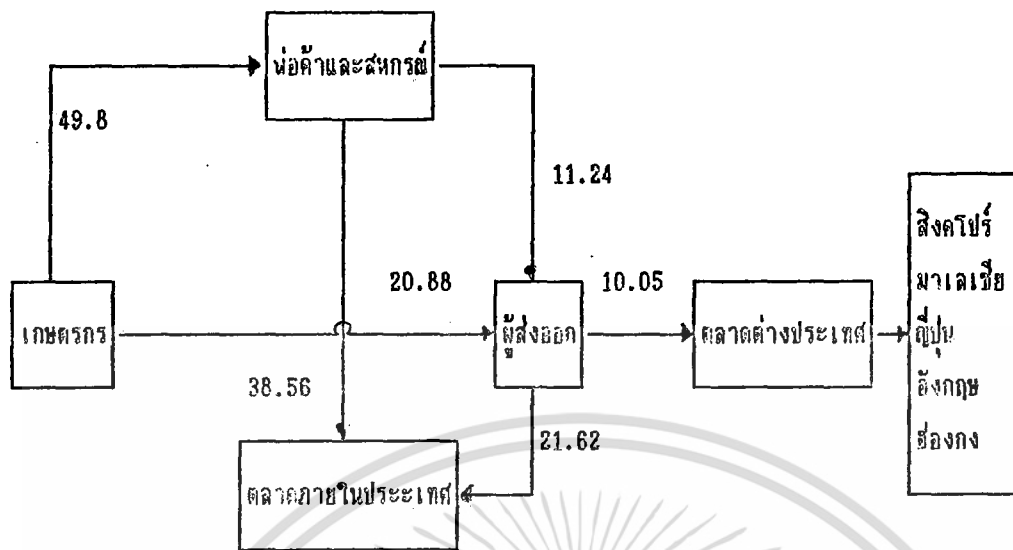 พ่อค้าและสหกรณ์
49.8
11.24
สิงคโปร์
มาเลเซีย
ญี่ปุ่น
อังกฤษ
ฮ่องกง
20.88
10.05
เกษตรกร
ผู้ส่งออก
ตลาดต่างประเทศ
38.56
21.62
ตลาดภายในประะเทศ